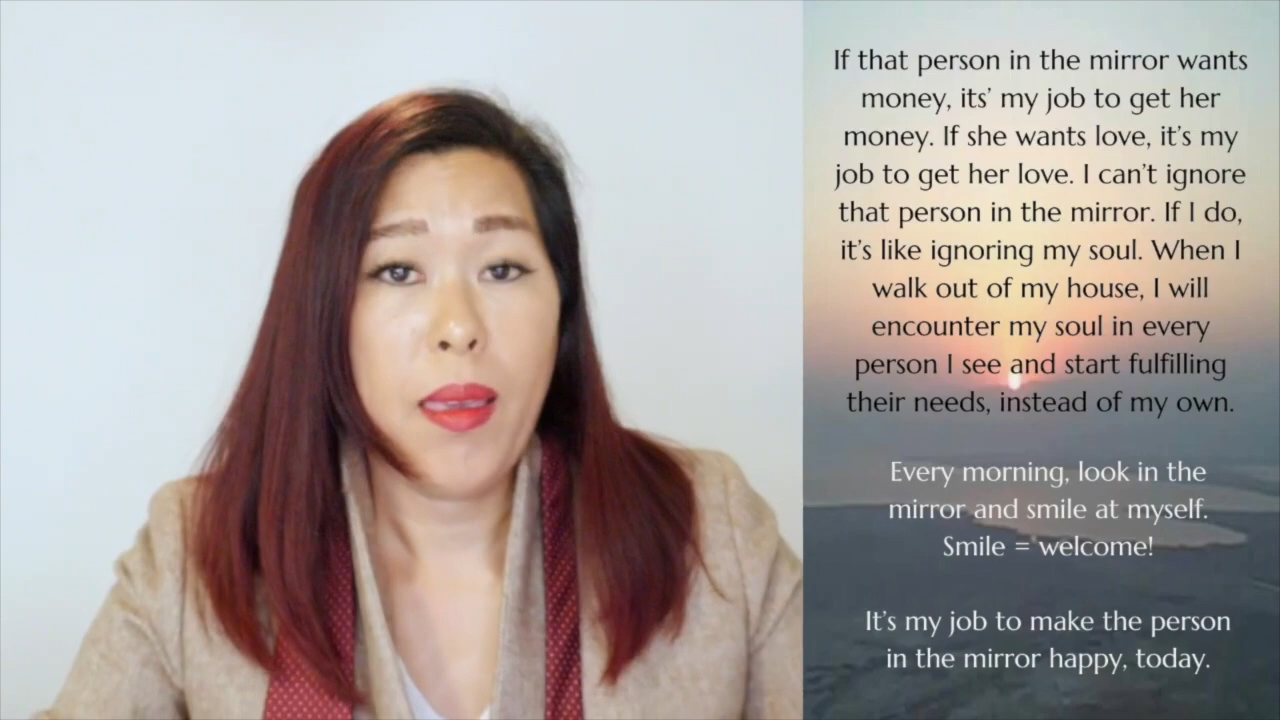 If that person in the mirror wants
money, its’ my job to get her
money. If she wants love, it’s my
job to get her love. I can’t ignore
that person in the mirror. If I do,
it’s like ignoring my soul. When I
walk out of my house, I will
encounter my soul in every
person I see and start fulfilling
their needs, instead of my own.
Every morning, look in the
mirror and smile at myself.
Smile = welcome!
It’s my job to make the person
in the mirror happy, today.